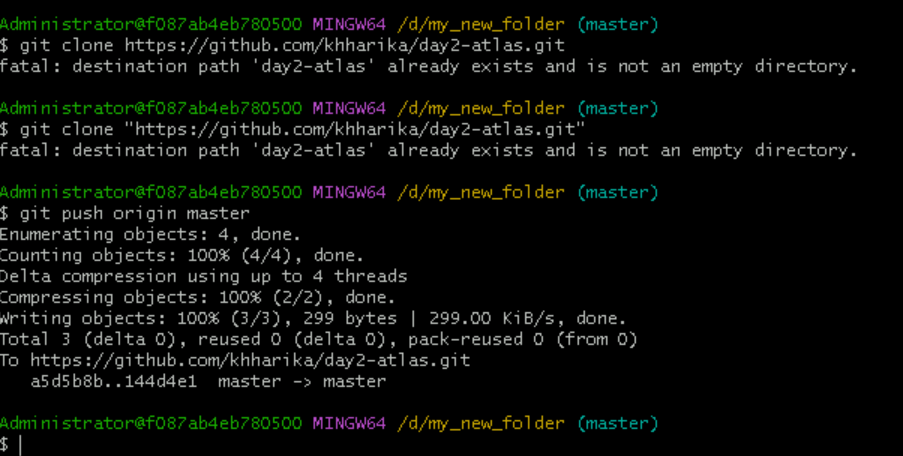 Administrator@f087ab4eb780500 MINGW64 /d/my_new_folder (master)
$ git clone https://github.com/khharika/day2-atlas.git
fatal: destination path 'day2-atlas' already exists and is not an empty directory.
Administrator@f087ab4eb780500 MINGW64 /d/my_new_folder (master)
$ git clone "https://github.com/khharika/day2-atlas.git"
fatal: destination path 'day2-atlas' already exists and is not an empty directory.
Administrator@f087ab4eb780500 MINGW64 /d/my_new_folder (master)
$ git push origin master
Enumerating objects: 4, done.
Counting objects: 100% (4/4), done.
Delta compression using up to 4 threads
Compressing objects: 100% (2/2), done.
Writing objects: 100% (3/3), 299 bytes | 299.00 KiB/s, done.
Total 3 (delta 0), reused 0 (delta 0), pack-reused 0 (from 0)
To https://github.com/khharika/day2-atlas.git
   a5d5b8b..144d4e1  master -> master
Administrator@f087ab4eb780500 MINGW64 /d/my_new_folder (master)
$